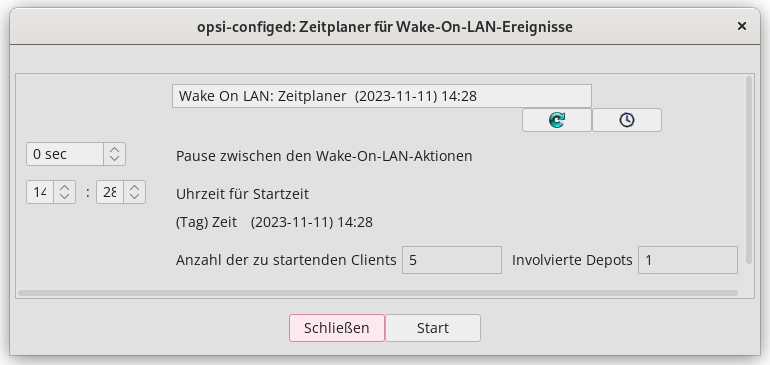 opsi-configed: Zeitplaner für Wake-On-LAN-Ereignisse
Wake On LAN: Zeitplaner (2023-11-11) 14:28
0 sec
Pause zwischen den Wake-On-LAN-Aktionen
14 : 28
Uhrzeit für Startzeit
(Tag) Zeit (2023-11-11) 14:28
Anzahl der zu startenden Clients 5 Involvierte Depots 1
Schließen Start